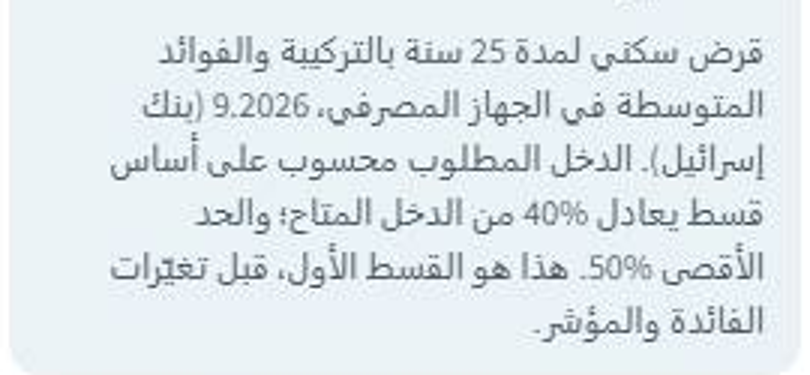 قرض سكني لمدة 25 سنة بالتركيبة والفوائد
المتوسطة في الجهاز المصرفي، 9.2026 (بنك
إسرائيل). الدخل المطلوب محسوب على أساس
قسط يعادل 40% من الدخل المتاح؛ والحد
الأقصى 50%. هذا هو القسط الأول، قبل تغيّرات
الفائدة والمؤشر.